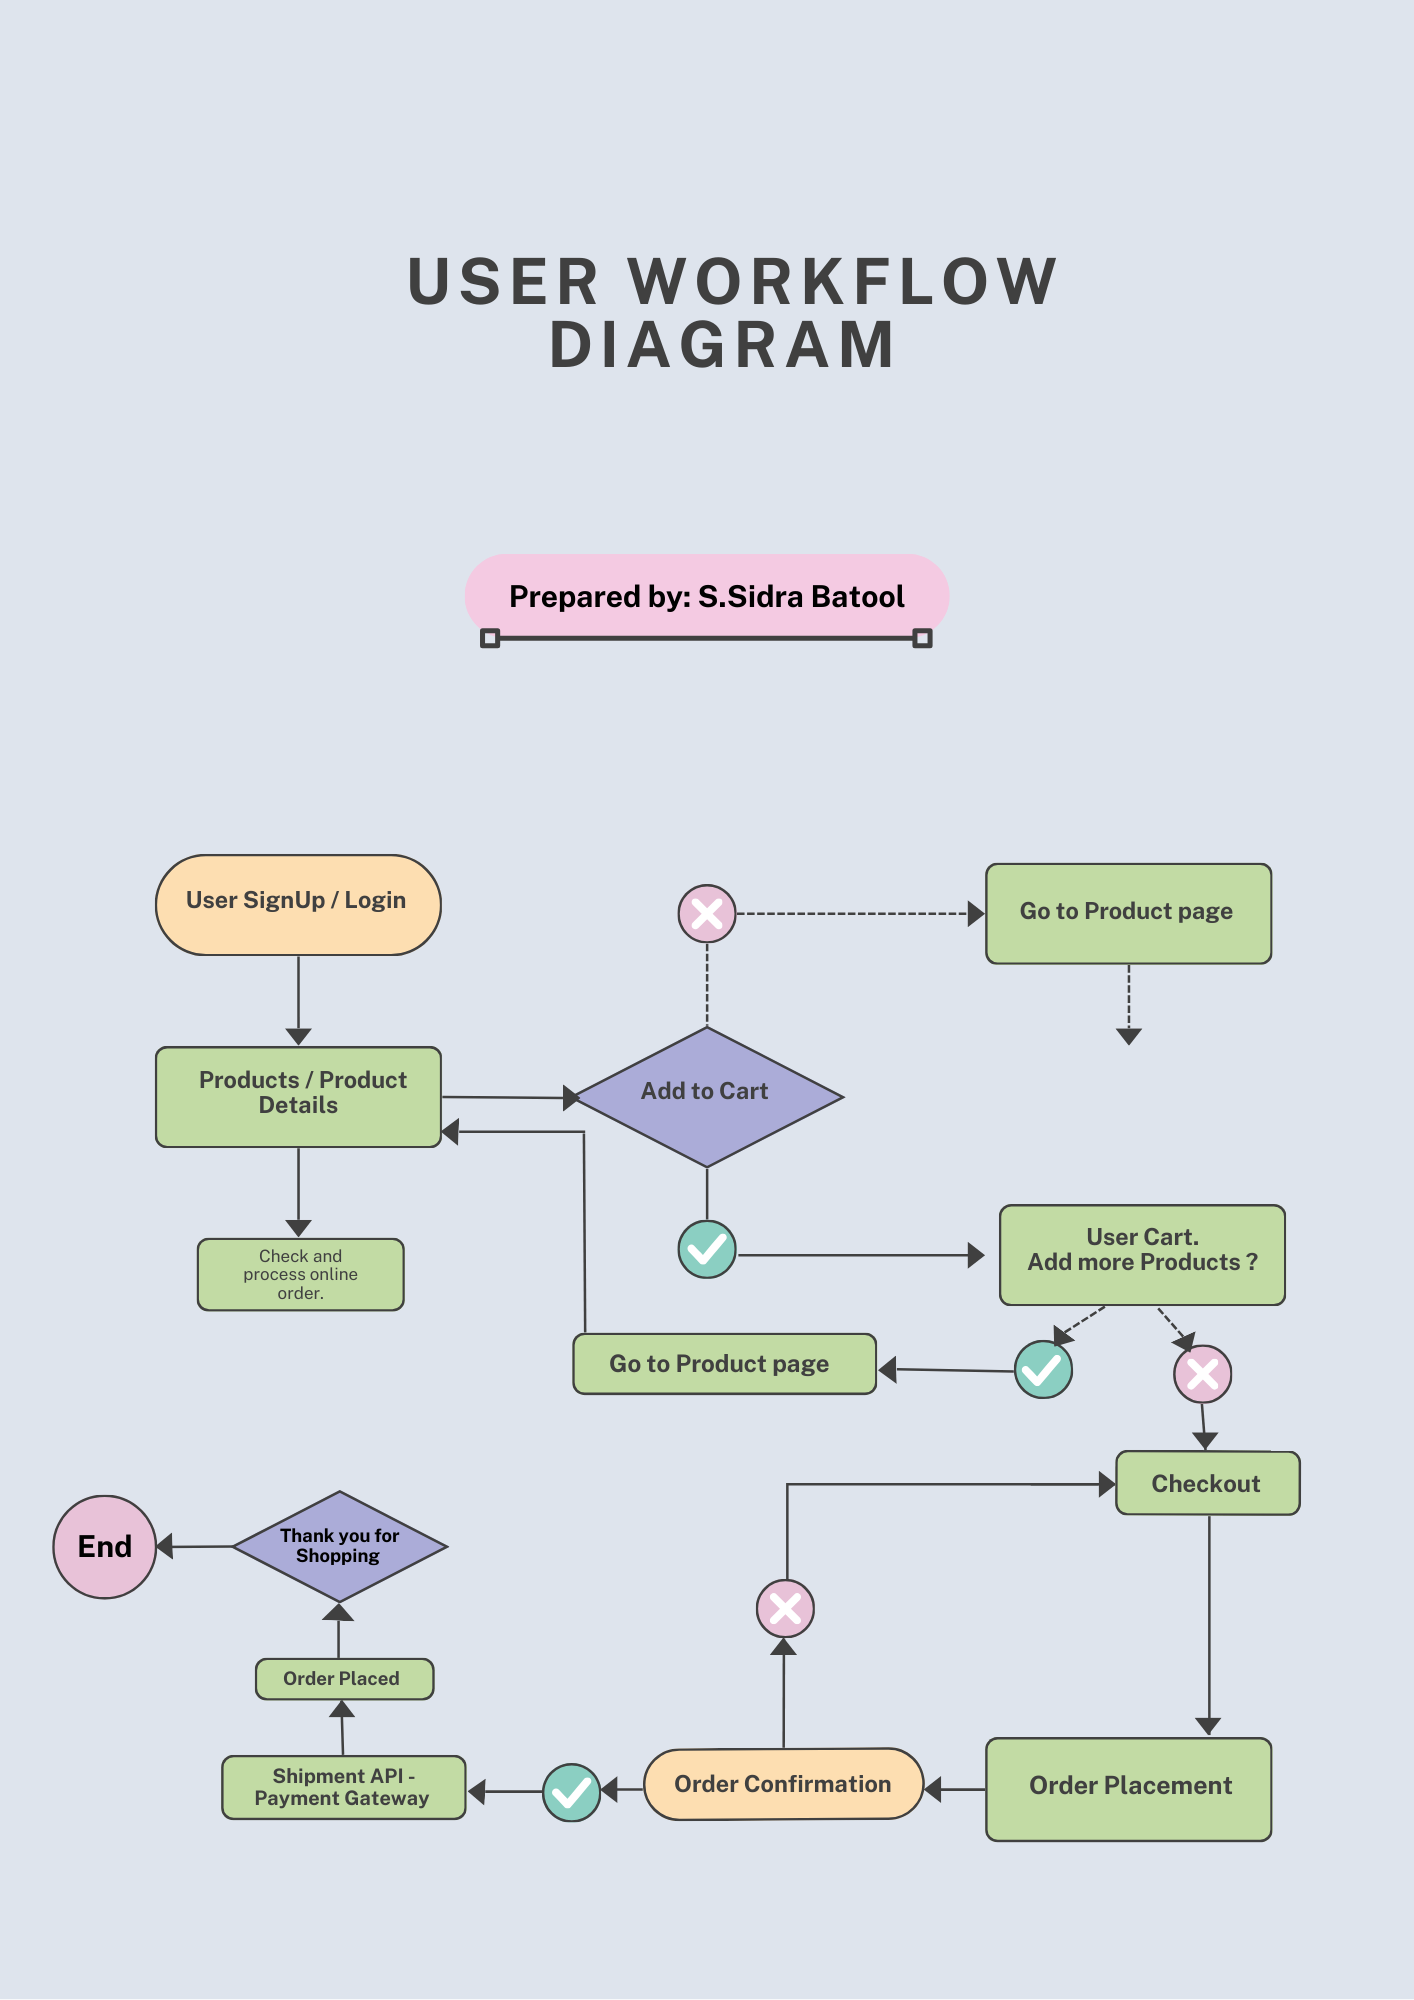 USER WORKFLOW
DIAGRAM
Prepared by: S.Sidra Batool
User SignUp / Login
Go to Product page
Products / Product
Details
Add to Cart
Check and
process online
order.
User Cart.
Add more Products ?
Go to Product page
Checkout
End
Thank you for
Shopping
Order Placed
Shipment API -
Payment Gateway
Order Confirmation
Order Placement